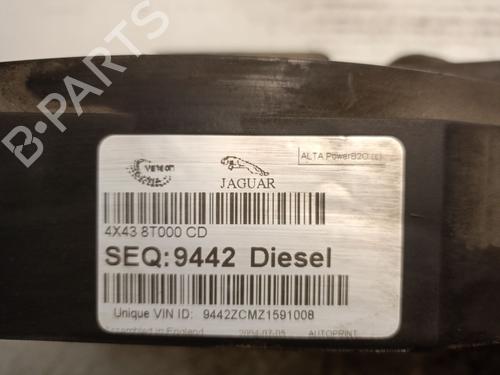 B-PARTS
Visteon
JAGUAR
ALTA PowerB2O (c)
4X43 8T000 CD
SEQ: 9442 Diesel
Unique VIN ID: 9442ZCMZ1591008
Assembled in England 2004-07-05 AUTOPRINT